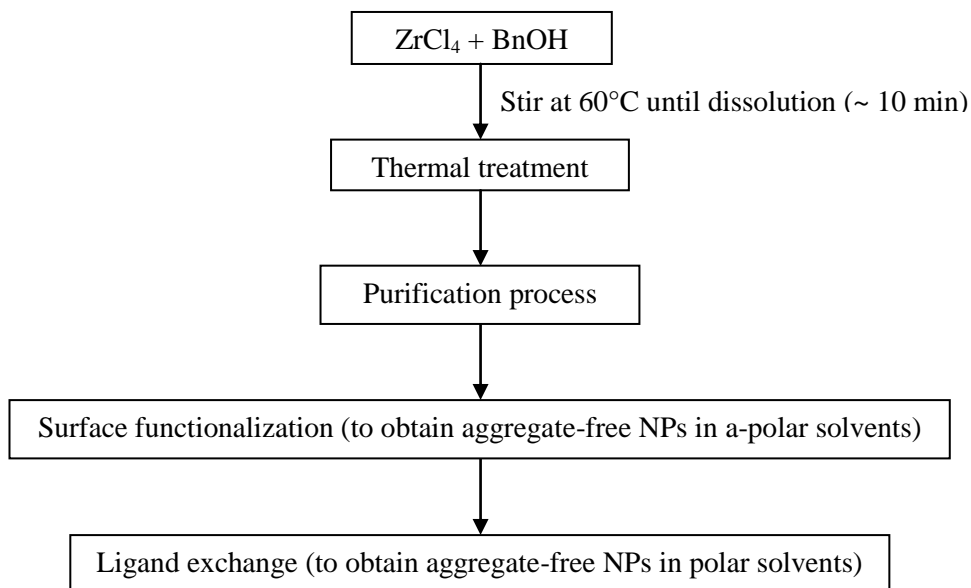 ZrCl₄ + BnOH
Stir at 60°C until dissolution (~ 10 min)
Thermal treatment
Purification process
Surface functionalization (to obtain aggregate-free NPs in a-polar solvents)
Ligand exchange (to obtain aggregate-free NPs in polar solvents)